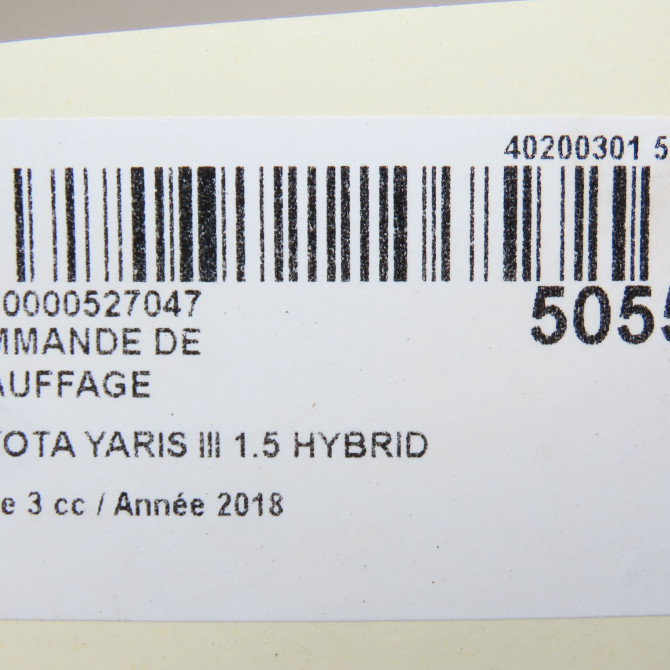 40200301 5
0000527047
5055
MMANDE DE
AUFFAGE
OTA YARIS III 1.5 HYBRID
e 3 cc / Année 2018